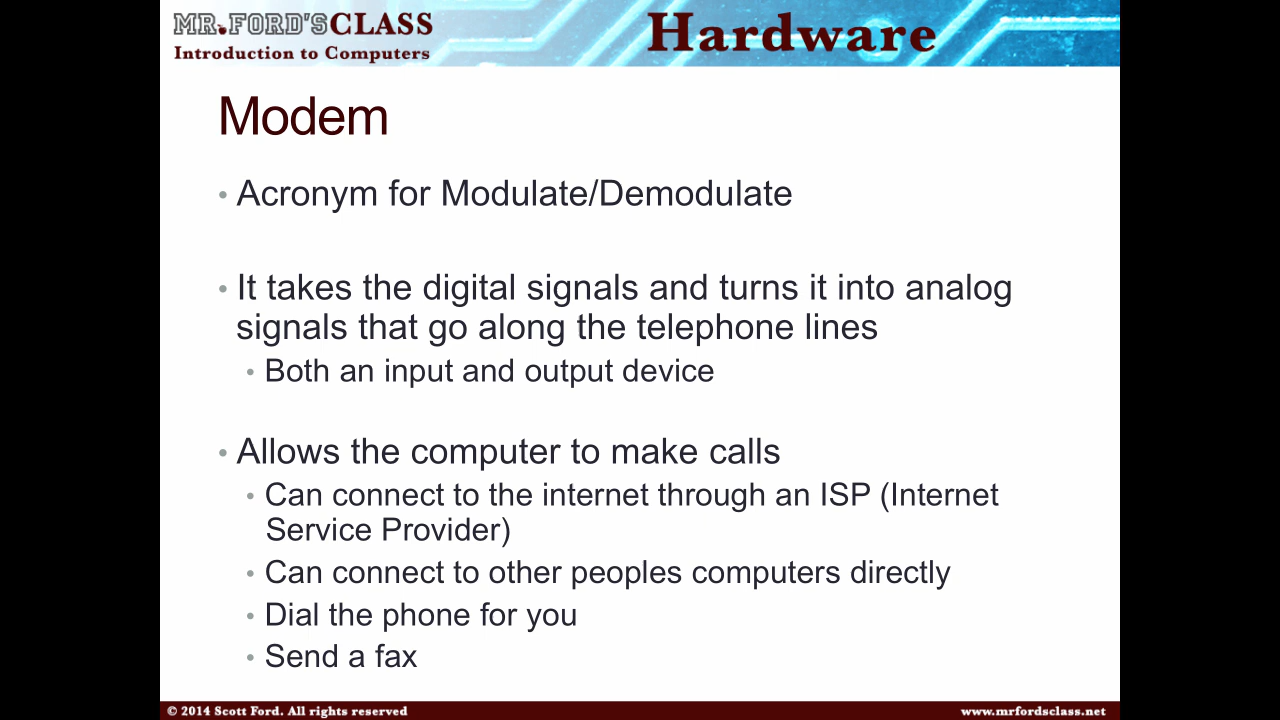 MR.FORD'S CLASS
Introduction to Computers
Hardware
Modem
• Acronym for Modulate/Demodulate
• It takes the digital signals and turns it into analog
signals that go along the telephone lines
• Both an input and output device
• Allows the computer to make calls
• Can connect to the internet through an ISP (Internet
Service Provider)
• Can connect to other peoples computers directly
• Dial the phone for you
• Send a fax
© 2014 Scott Ford. All rights reserved
www.mrfordsclass.net